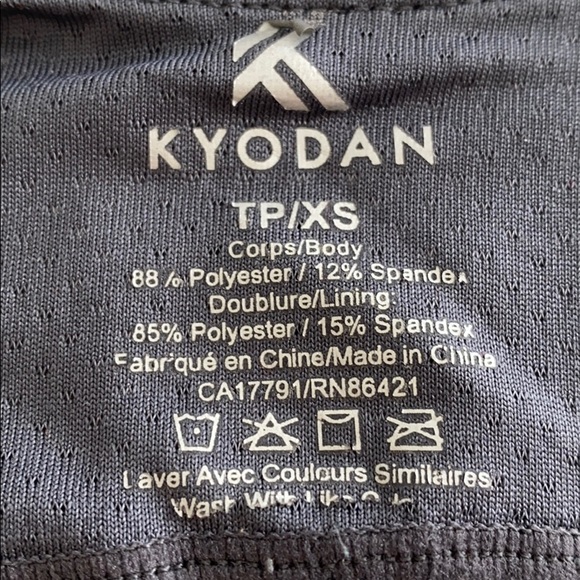 KYODAN
TP/XS
Corps/Body
88% Polyester / 12% Spandex
Doublure/Lining:
85% Polyester / 15% Spandex
Fabriqué en Chine/Made in China
CA17791/RN86421
Laver Avec Couleurs Similaires
Wash With Like